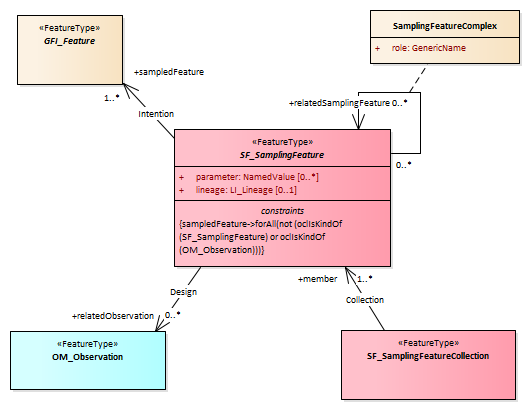 «FeatureType»
GFI_Feature
SamplingFeatureComplex
+ role: GenericName
+sampledFeature
1..*
Intention
+relatedSamplingFeature 0..*
0..*
«FeatureType»
SF_SamplingFeature
+ parameter: NamedValue [0..*]
+ lineage: LI_Lineage [0..1]
constraints
{sampledFeature->forAll(not (oclIsKindOf
(SF_SamplingFeature) or oclIsKindOf
(OM_Observation)))}
Design
+relatedObservation 0..*
+member 1..*
Collection
«FeatureType»
OM_Observation
«FeatureType»
SF_SamplingFeatureCollection